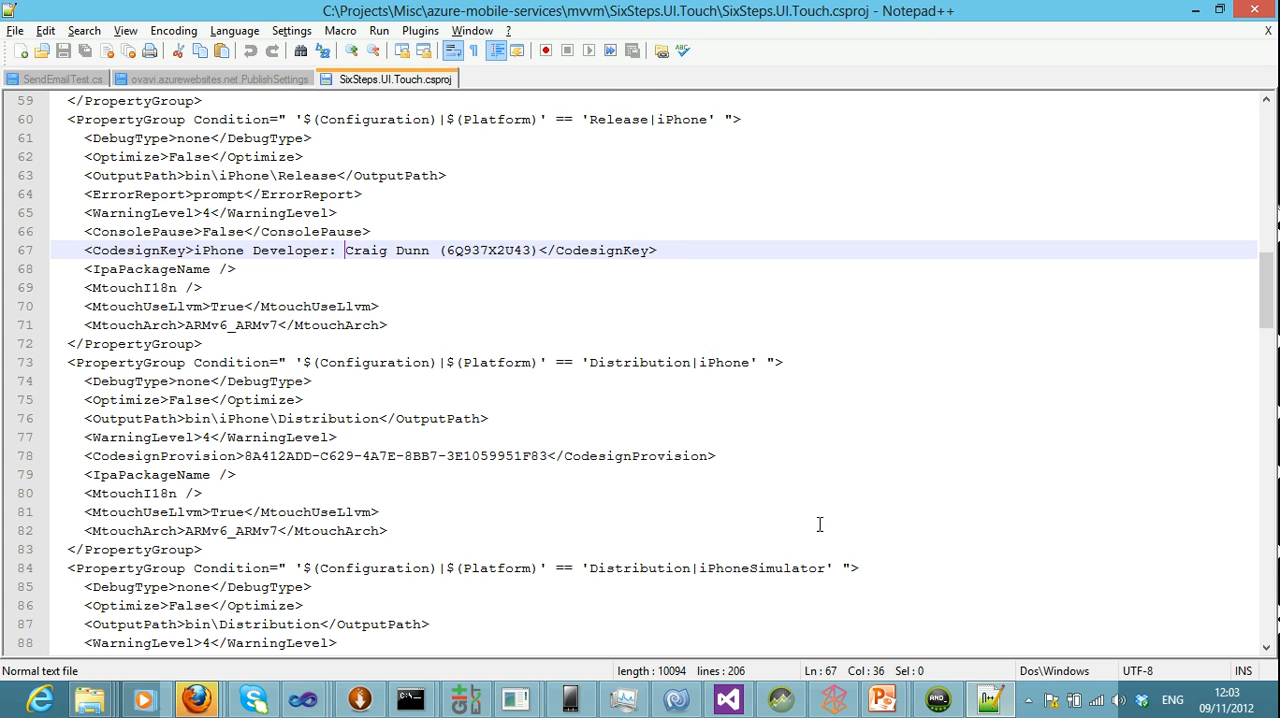 C:\Projects\Misc\azure-mobile-services\mvvm\SixSteps.UI.Touch\SixSteps.UI.Touch.csproj - Notepad++
File Edit Search View Encoding Language Settings Macro Run Plugins Window ? X
SendEmailTest.cs ovavi.azurewebsites.net.PublishSettings SixSteps.UI.Touch.csproj
59 </PropertyGroup>
60 <PropertyGroup Condition=" '$(Configuration)|$(Platform)' == 'Release|iPhone' ">
61 <DebugType>none</DebugType>
62 <Optimize>False</Optimize>
63 <OutputPath>bin\iPhone\Release</OutputPath>
64 <ErrorReport>prompt</ErrorReport>
65 <WarningLevel>4</WarningLevel>
66 <ConsolePause>False</ConsolePause>
67 <CodesignKey>iPhone Developer: Craig Dunn (6Q937X2U43)</CodesignKey>
68 <IpaPackageName />
69 <MtouchI18n />
70 <MtouchUseLlvm>True</MtouchUseLlvm>
71 <MtouchArch>ARMv6_ARMv7</MtouchArch>
72 </PropertyGroup>
73 <PropertyGroup Condition=" '$(Configuration)|$(Platform)' == 'Distribution|iPhone' ">
74 <DebugType>none</DebugType>
75 <Optimize>False</Optimize>
76 <OutputPath>bin\iPhone\Distribution</OutputPath>
77 <WarningLevel>4</WarningLevel>
78 <CodesignProvision>8A412ADD-C629-4A7E-8BB7-3E1059951F83</CodesignProvision>
79 <IpaPackageName />
80 <MtouchI18n />
81 <MtouchUseLlvm>True</MtouchUseLlvm>
82 <MtouchArch>ARMv6_ARMv7</MtouchArch>
83 </PropertyGroup>
84 <PropertyGroup Condition=" '$(Configuration)|$(Platform)' == 'Distribution|iPhoneSimulator' ">
85 <DebugType>none</DebugType>
86 <Optimize>False</Optimize>
87 <OutputPath>bin\Distribution</OutputPath>
88 <WarningLevel>4</WarningLevel>
Normal text file length : 10094 lines : 206 Ln : 67 Col : 36 Sel : 0 Dos\Windows UTF-8 INS
ENG 12:03
09/11/2012